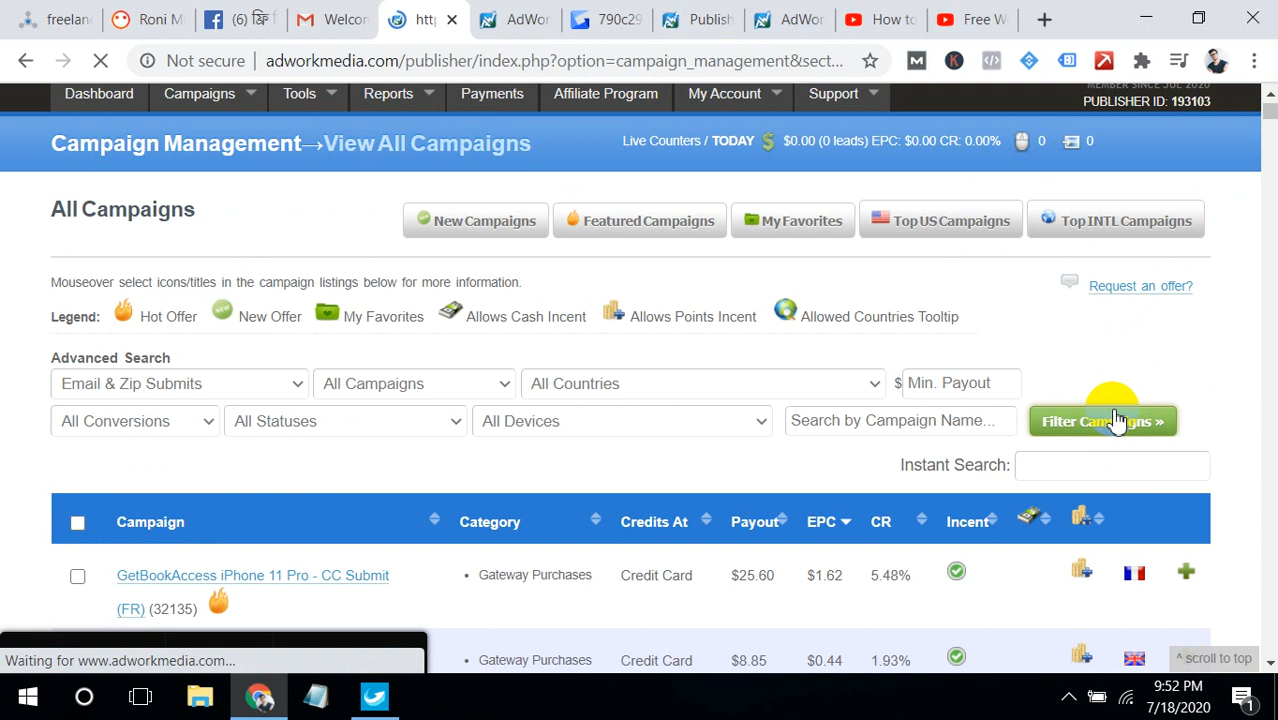 freelan
Roni M
(6) ফ্রি
Welcon
http
AdWor
790c29
Publish
AdWor
How to
Free W
Not secure
adworkmedia.com/publisher/index.php?option=campaign_management&sect...
Dashboard
Campaigns
Tools
Reports
Payments
Affiliate Program
My Account
Support
MEMBER SINCE JUL 2020
PUBLISHER ID: 193103
Campaign Management→View All Campaigns
Live Counters / TODAY $0.00 (0 leads) EPC: $0.00 CR: 0.00% 0 0
All Campaigns
New Campaigns
Featured Campaigns
My Favorites
Top US Campaigns
Top INTL Campaigns
Mouseover select icons/titles in the campaign listings below for more information.
Request an offer?
Legend: Hot Offer New Offer My Favorites Allows Cash Incent Allows Points Incent Allowed Countries Tooltip
Advanced Search
Email & Zip Submits
All Campaigns
All Countries
$ Min. Payout
All Conversions
All Statuses
All Devices
Search by Campaign Name...
Filter Campaigns »
Instant Search:
Campaign
Category
Credits At
Payout
EPC
CR
Incent
GetBookAccess iPhone 11 Pro - CC Submit
(FR) (32135)
• Gateway Purchases
Credit Card
$25.60
$1.62
5.48%
• Gateway Purchases
Credit Card
$8.85
$0.44
1.93%
^ scroll to top
Waiting for www.adworkmedia.com...
9:52 PM
7/18/2020
1